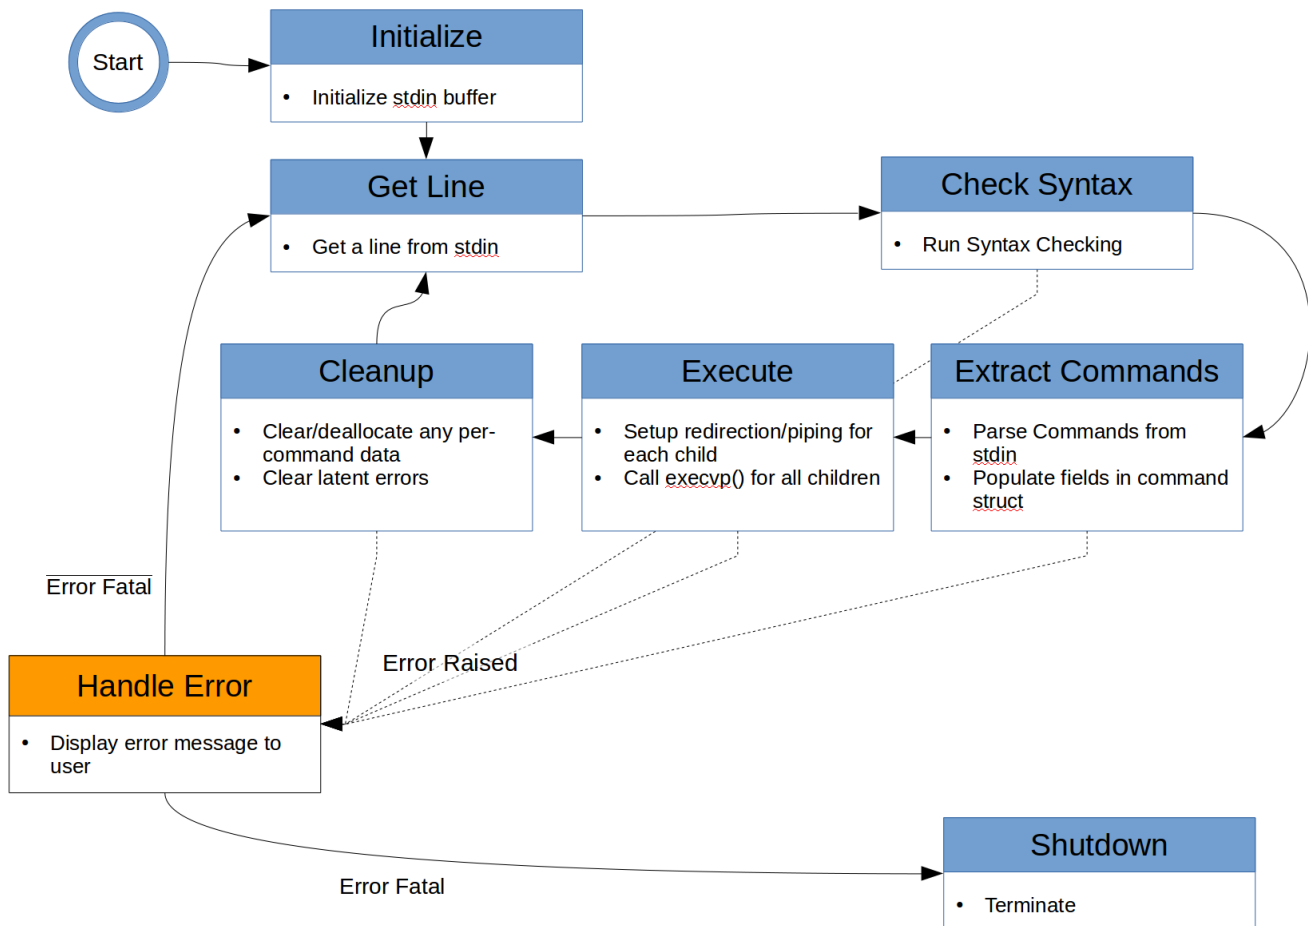 Start
Initialize
• Initialize stdin buffer
Get Line
• Get a line from stdin
Check Syntax
• Run Syntax Checking
Cleanup
• Clear/deallocate any per-
command data
• Clear latent errors
Execute
• Setup redirection/piping for
each child
• Call execvp() for all children
Extract Commands
• Parse Commands from
stdin
• Populate fields in command
struct
Error Fatal
Error Raised
Handle Error
• Display error message to
user
Error Fatal
Shutdown
• Terminate